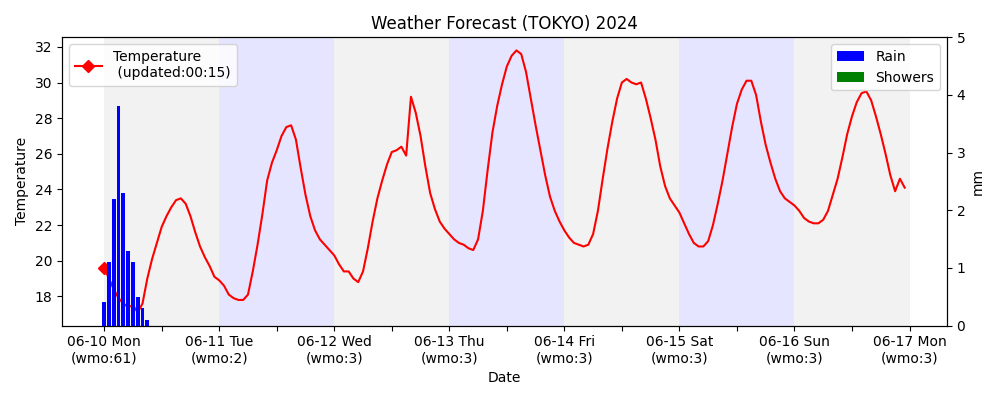 Weather Forecast (TOKYO) 2024
Temperature
(updated:00:15)
Rain
Showers
Temperature
32
30
28
26
24
22
20
18
5
4
3
2
1
0
mm
06-10 Mon
(wmo:61)
06-11 Tue
(wmo:2)
06-12 Wed
(wmo:3)
06-13 Thu
(wmo:3)
06-14 Fri
(wmo:3)
06-15 Sat
(wmo:3)
06-16 Sun
(wmo:3)
06-17 Mon
(wmo:3)
Date